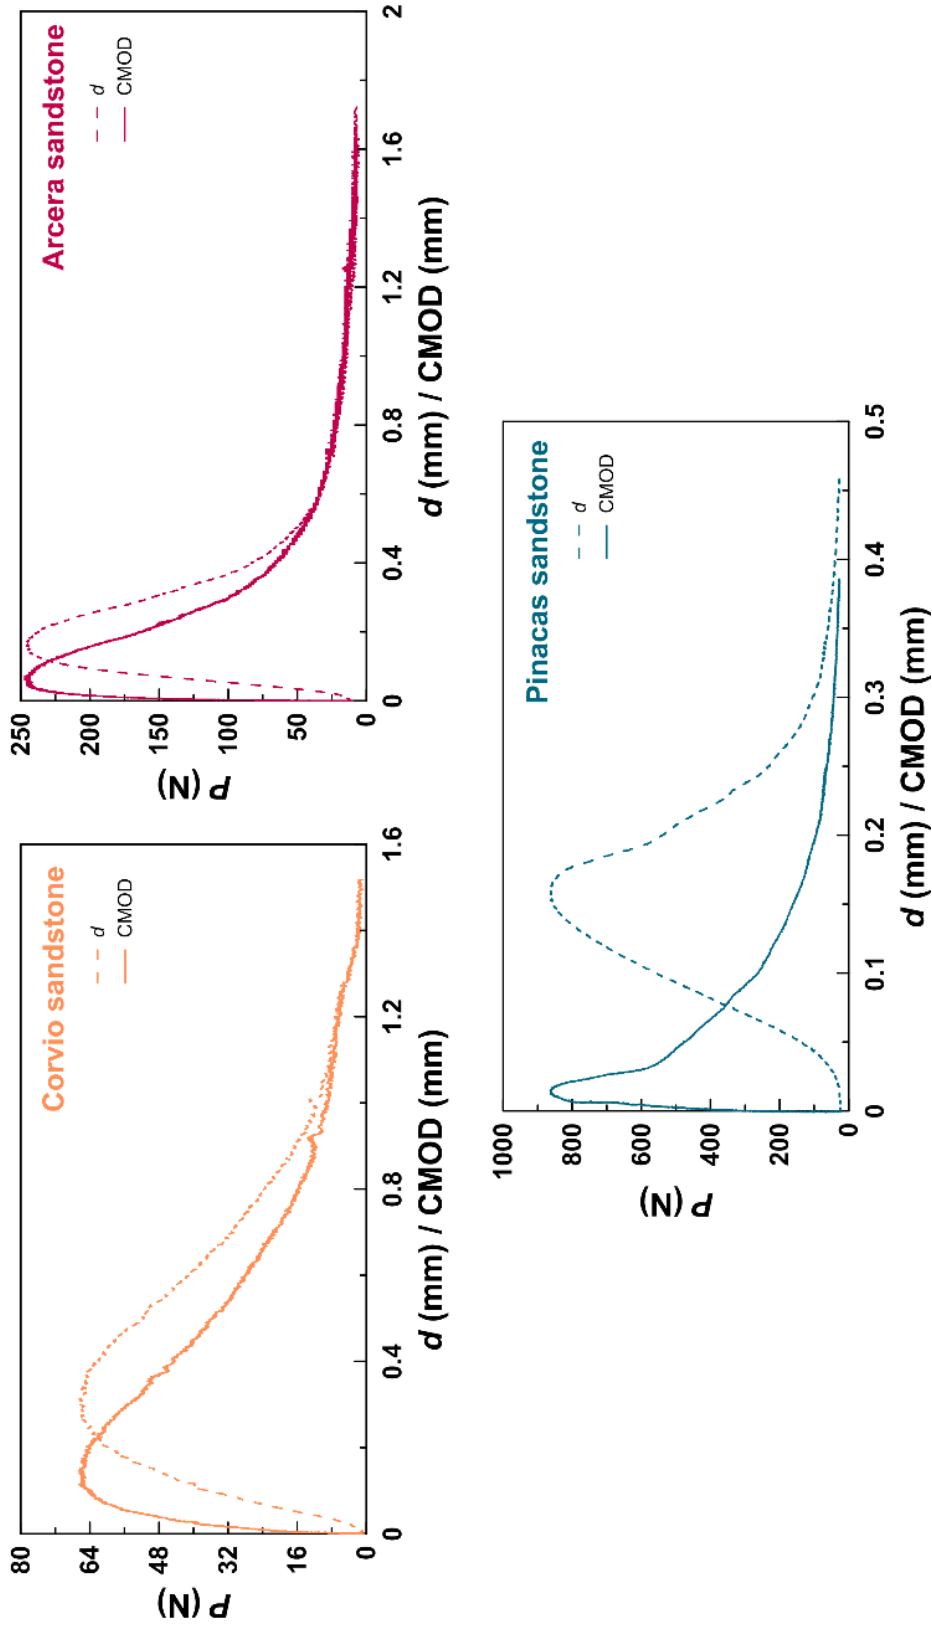 Corvio sandstone
d
CMOD
P (N)
80
64
48
32
16
0
0
0.4
0.8
1.2
1.6
d (mm) / CMOD (mm)
Arcera sandstone
d
CMOD
P (N)
250
200
150
100
50
0
0
0.4
0.8
1.2
1.6
2
d (mm) / CMOD (mm)
Pinacas sandstone
d
CMOD
P (N)
1000
800
600
400
200
0
0
0.1
0.2
0.3
0.4
0.5
d (mm) / CMOD (mm)